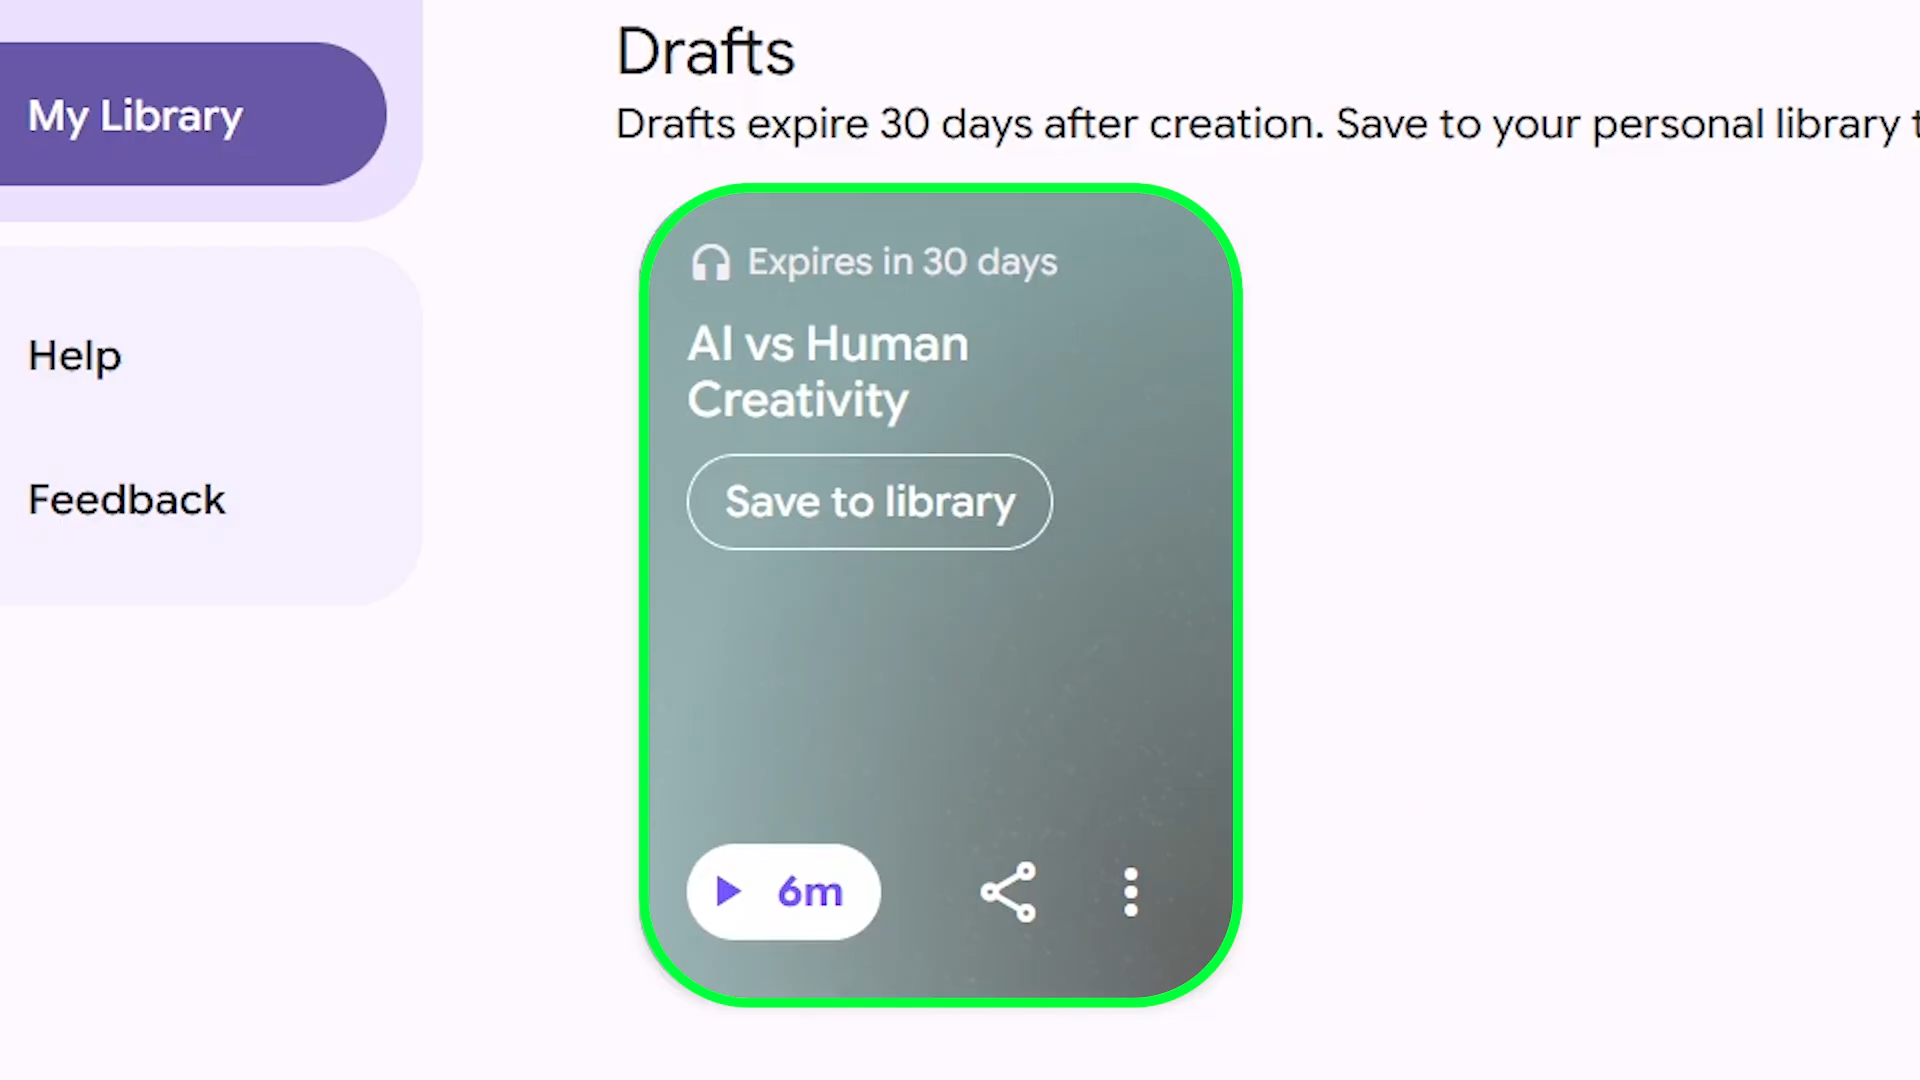 My Library
Help
Feedback
Drafts
Drafts expire 30 days after creation. Save to your personal library
Expires in 30 days
AI vs Human
Creativity
Save to library
6m